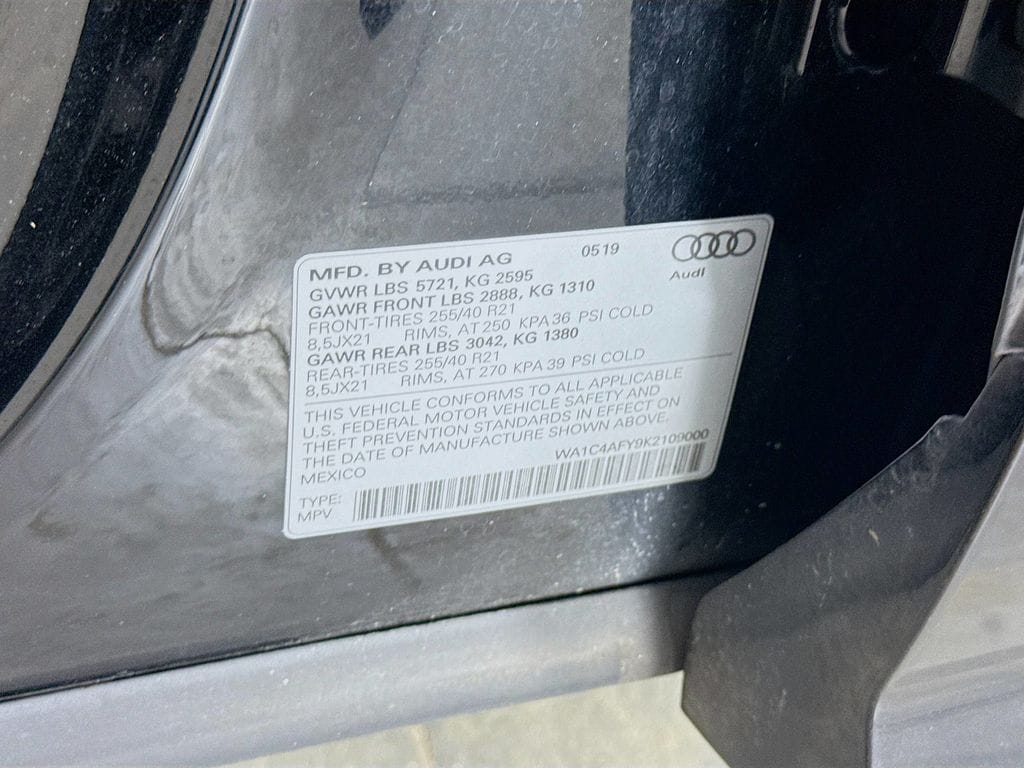 MFD. BY AUDI AG 0519
Audi
GVWR LBS 5721, KG 2595
GAWR FRONT LBS 2888, KG 1310
FRONT-TIRES 255/40 R21
8,5JX21 RIMS, AT 250 KPA 36 PSI COLD
GAWR REAR LBS 3042, KG 1380
REAR-TIRES 255/40 R21
8,5JX21 RIMS, AT 270 KPA 39 PSI COLD
THIS VEHICLE CONFORMS TO ALL APPLICABLE
U.S. FEDERAL MOTOR VEHICLE SAFETY AND
THEFT PREVENTION STANDARDS IN EFFECT ON
THE DATE OF MANUFACTURE SHOWN ABOVE.
MEXICO WA1C4AFY9K2109000
TYPE:
MPV